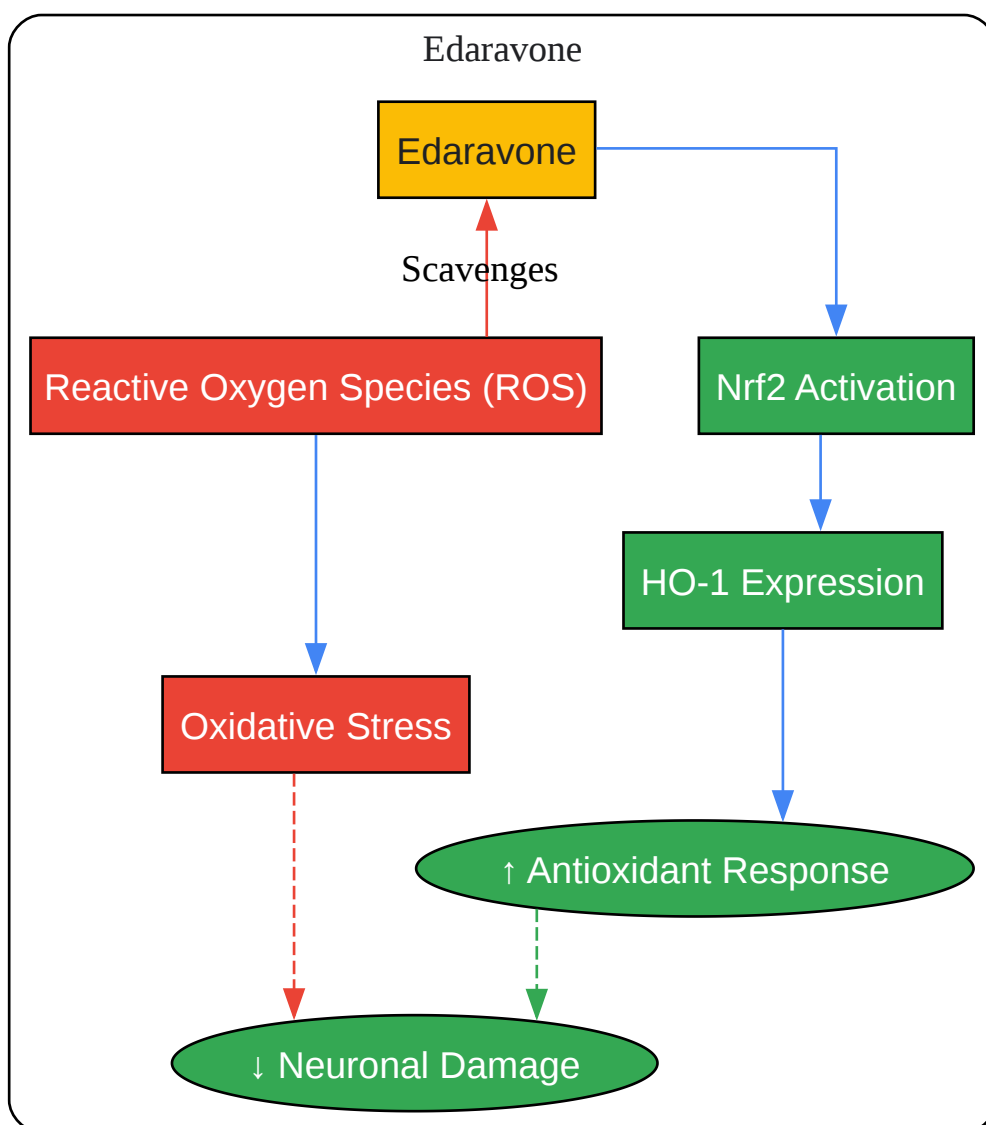 Edaravone
Edaravone
Scavenges
Reactive Oxygen Species (ROS)
Nrf2 Activation
HO-1 Expression
Oxidative Stress
↑ Antioxidant Response
↓ Neuronal Damage